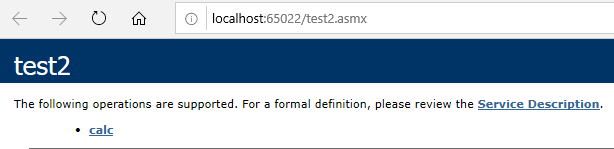 localhost:65022/test2.asmx
test2
The following operations are supported. For a formal definition, please review the Service Description.
• calc